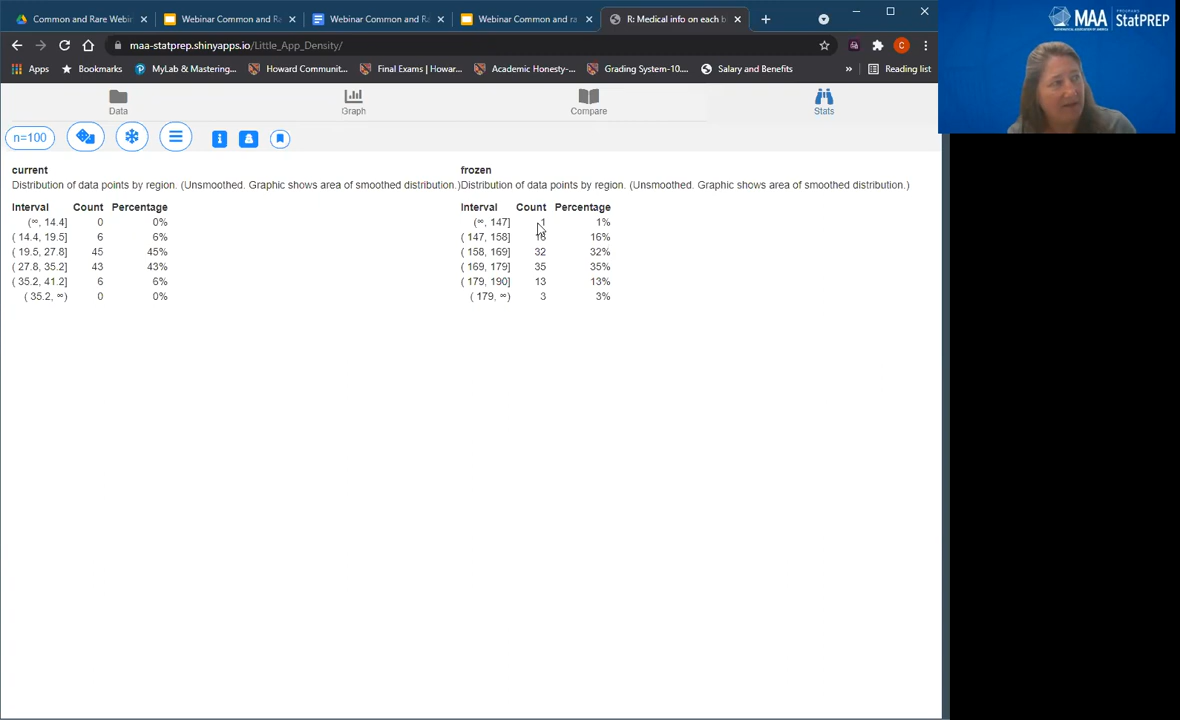 Common and Rare Webi
Webinar Common and R
Webinar Common and R
Webinar Common and ra
R: Medical info on each b
maa-statprep.shinyapps.io/Little_App_Density/
Apps
Bookmarks
MyLab & Mastering...
Howard Communit...
Final Exams | Howar...
Academic Honesty-...
Grading System-10....
Salary and Benefits
»
Reading list
C
MAA
PROGRAMS
StatPREP
MATHEMATICAL ASSOCIATION OF AMERICA
Data
Graph
Compare
Stats
n=100
current
Distribution of data points by region. (Unsmoothed. Graphic shows area of smoothed distribution.)
Interval Count Percentage
(∞, 14.4] 0 0%
( 14.4, 19.5] 6 6%
( 19.5, 27.8] 45 45%
( 27.8, 35.2] 43 43%
( 35.2, 41.2] 6 6%
( 35.2, ∞) 0 0%
frozen
Distribution of data points by region. (Unsmoothed. Graphic shows area of smoothed distribution.)
Interval Count Percentage
(∞, 147] 1 1%
( 147, 158] 16 16%
( 158, 169] 32 32%
( 169, 179] 35 35%
( 179, 190] 13 13%
( 179, ∞) 3 3%